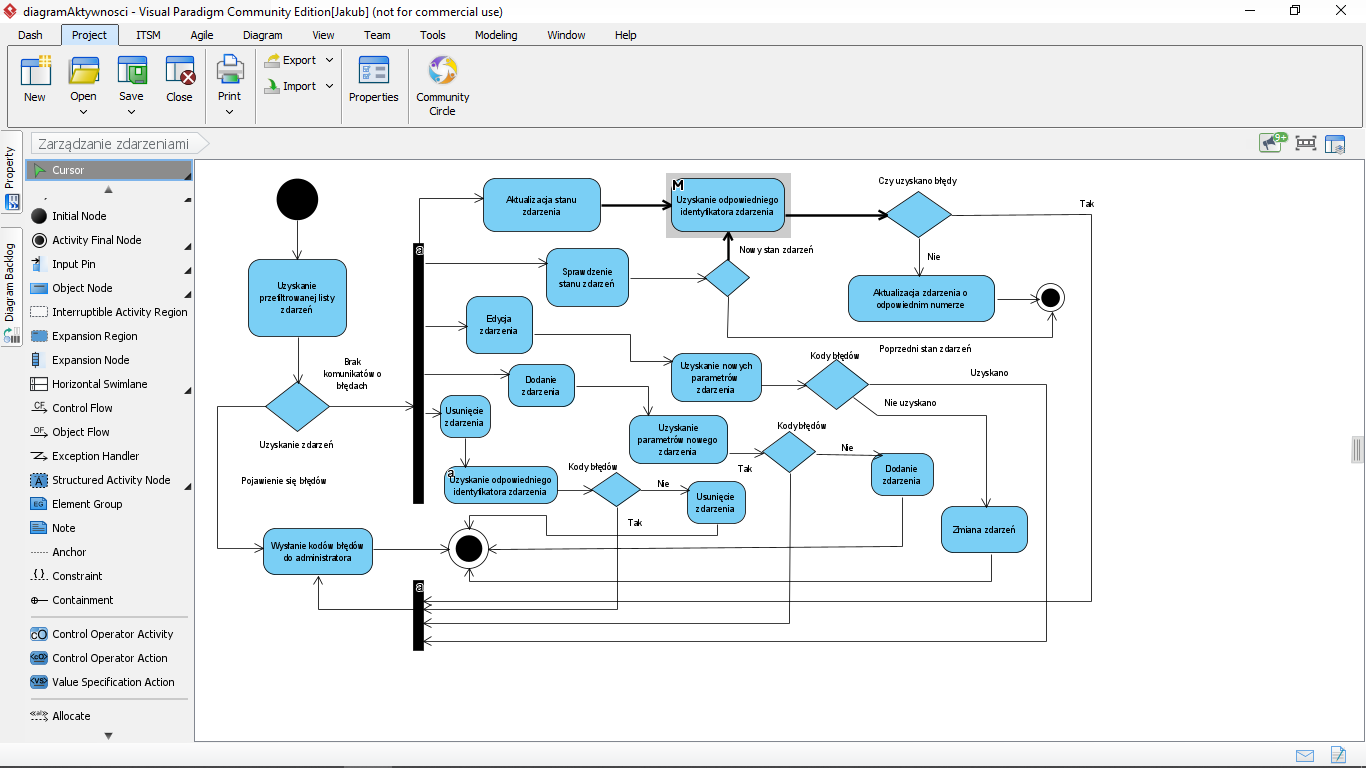 diagramAktywnosci - Visual Paradigm Community Edition[Jakub] (not for commercial use)
Dash Project ITSM Agile Diagram View Team Tools Modeling Window Help
New
Open
Save
Close
Print
Export
Import
Properties
Community
Circle
Zarządzanie zdarzeniami
9+
Property
Diagram Backlog
Cursor
Initial Node
Activity Final Node
Input Pin
Object Node
Interruptible Activity Region
Expansion Region
Expansion Node
Horizontal Swimlane
CF Control Flow
OF Object Flow
Exception Handler
A Structured Activity Node
EG Element Group
Note
Anchor
{..} Constraint
Containment
cO Control Operator Activity
«cO» Control Operator Action
«VS» Value Specification Action
«all» Allocate
Uzyskanie
przefiltrowanej listy
zdarzeń
Brak
komunikatów o
błędach
Uzyskanie zdarzeń
Pojawienie się błędów
Wysłanie kodów błędów
do administratora
@
Aktualizacja stanu
zdarzenia
M
Uzyskanie odpowiedniego
identyfikatora zdarzenia
Czy uzyskano błędy
Tak
Nie
Sprawdzenie
stanu zdarzeń
Nowy stan zdarzeń
Aktualizacja zdarzenia o
odpowiednim numerze
Poprzedni stan zdarzeń
Edycja
zdarzenia
Uzyskanie nowych
parametrów
zdarzenia
Kody błędów
Uzyskano
Nie uzyskano
Dodanie
zdarzenia
Usunięcie
zdarzenia
Uzyskanie
parametrów nowego
zdarzenia
Kody błędów
Tak
Nie
Dodanie
zdarzenia
a
Uzyskanie odpowiedniego
identyfikatora zdarzenia
Kody błędów
Nie
Tak
Usunięcie
zdarzenia
Zmiana zdarzeń
@